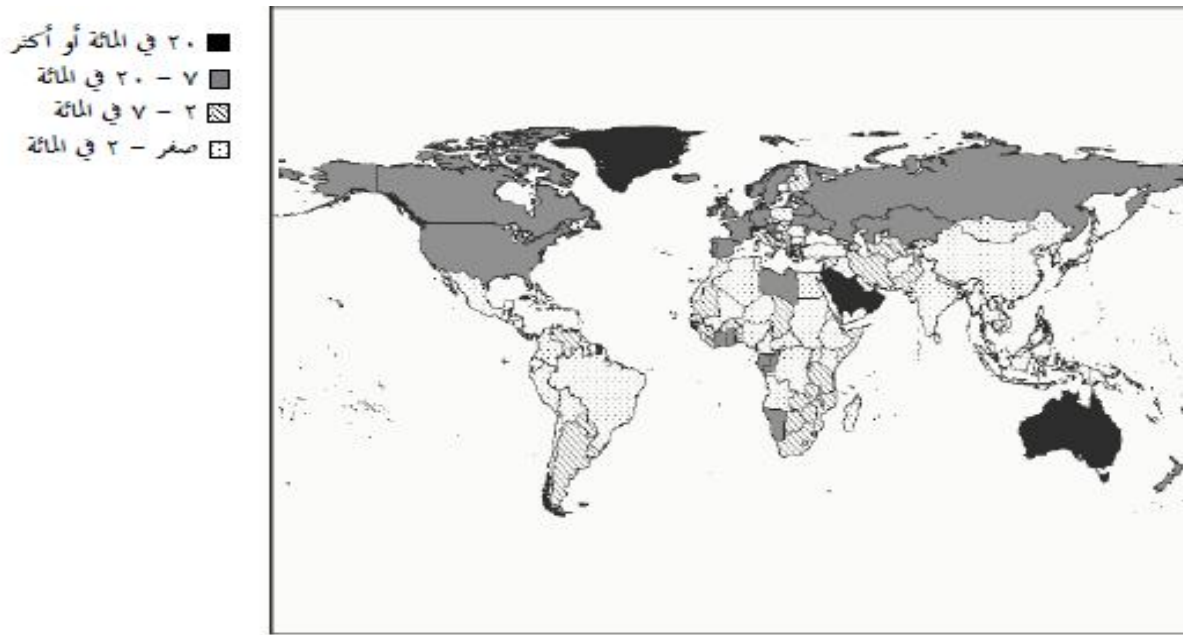 ٢٠ في المائة أو أكثر
٧ - ٢٠ في المائة
٢ - ٧ في المائة
صفر - ٢ في المائة